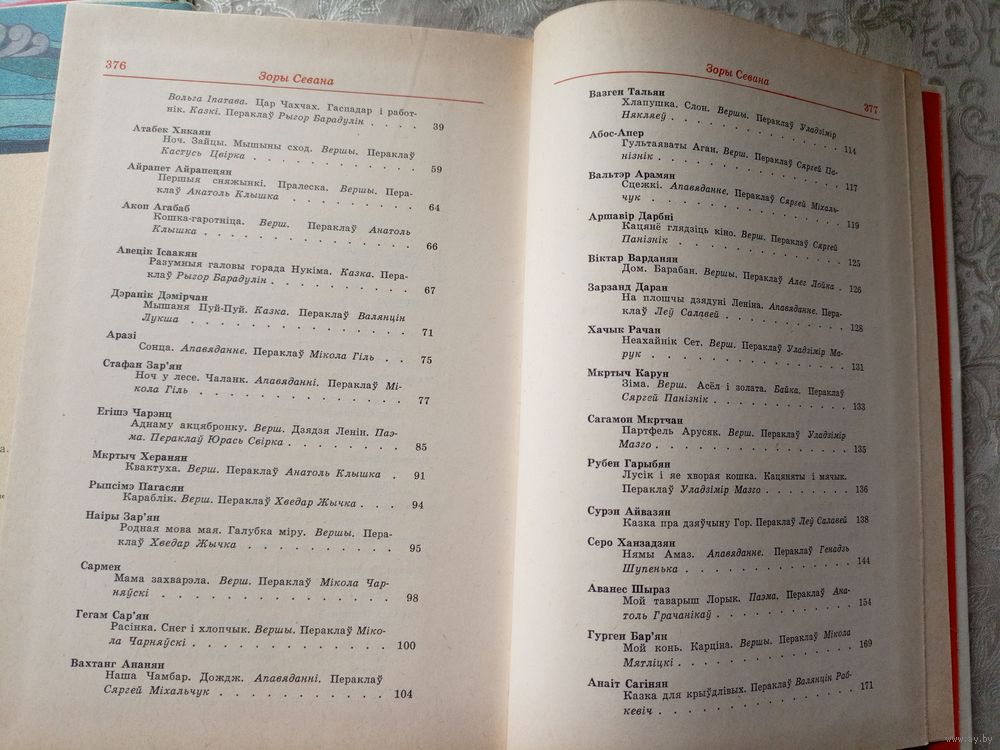 376
Зоры Севана
Вольга Іпатава. Цар Чахчах. Гаспадар і работ-
нік. Казкі. Пераклаў Рыгор Барадулін . . . . 39
Атабек Хнкаян
Ноч. Зайцы. Мышыны сход. Вершы. Пераклаў
Кастусь Цвірка . . . . . . . . . . 59
Айрапет Айрапецян
Першыя сняжынкі. Пралеска. Вершы. Пера-
клаў Анатоль Клышка . . . . . . . . 64
Акоп Агабаб
Кошка-гаротніца. Верш. Пераклаў Анатоль
Клышка . . . . . . . . . . . . 66
Авецік Ісаакян
Разумныя галовы горада Нукіма. Казка. Пера-
клаў Рыгор Барадулін . . . . . . . . 67
Дэранік Дэмірчан
Мышаня Пуй-Пуй. Казка. Пераклаў Валянцін
Лукша . . . . . . . . . . . . 71
Аразі
Сонца. Апавяданне. Пераклаў Мікола Гіль . . 75
Стафан Зар'ян
Ноч у лесе. Чаланк. Апавяданні. Пераклаў Мі-
кола Гіль . . . . . . . . . . . . 77
Егішэ Чарэнц
Аднаму акцябронку. Верш. Дзядзя Ленін. Паэ-
ма. Пераклаў Юрась Свірка . . . . . . . 85
Мкртыч Херанян
Квактуха. Верш. Пераклаў Анатоль Клышка . 91
Рыпсімэ Пагасян
Караблік. Верш. Пераклаў Хведар Жычка . . . 94
Наіры Зар'ян
Родная мова мая. Галубка міру. Вершы. Пера-
клаў Хведар Жычка . . . . . . . . . 95
Сармен
Мама захварэла. Верш. Пераклаў Мікола Чар-
няўскі . . . . . . . . . . . . 98
Гегам Сар'ян
Расінка. Снег і хлопчык. Вершы. Пераклаў Міко-
ла Чарняўскі . . . . . . . . . . . 100
Вахтанг Ананян
Наша Чамбар. Дождж. Апавяданні. Пераклаў
Сяргей Міхальчук . . . . . . . . . . 104
Зоры Севана
377
Вазген Тальян
Хлапушка. Слон. Вершы. Пераклаў Уладзімір
Някляеў . . . . . . . . . . . . 114
Абос-Апер
Гультаяваты Аган. Верш. Пераклаў Сяргей Па-
нізнік . . . . . . . . . . . . 117
Вальтэр Арамян
Сцежкі. Апавяданне. Пераклаў Сяргей Міхаль-
чук . . . . . . . . . . . . . 119
Аршавір Дарбні
Кацянё глядзіць кіно. Верш. Пераклаў Сяргей
Панізнік . . . . . . . . . . . 125
Віктар Варданян
Дом. Барабан. Вершы. Пераклаў Алег Лойка . 126
Зарзанд Даран
На плошчы дзядуні Леніна. Апавяданне. Пера-
клаў Леў Салавей . . . . . . . . . 128
Хачык Рачан
Неахайнік Сет. Верш. Пераклаў Уладзімір Ма-
рук . . . . . . . . . . . . . 131
Мкртыч Карун
Зіма. Верш. Асёл і золата. Байка. Пераклаў
Сяргей Панізнік . . . . . . . . . . 133
Сагамон Мкртчан
Партфель Арусяк. Верш. Пераклаў Уладзімір
Мазго . . . . . . . . . . . . 135
Рубен Гарыбян
Лусік і яе хворая кошка. Кацяняты і мячык.
Пераклаў Уладзімір Мазго . . . . . . . 136
Сурэн Айвазян
Казка пра дзяўчыну Гор. Пераклаў Леў Салавей 138
Серо Ханзадзян
Нямы Амаз. Апавяданне. Пераклаў Генадзь
Шупенька . . . . . . . . . . . 144
Аванес Шыраз
Мой таварыш Лорык. Паэма. Пераклаў Ана-
толь Грачанікаў . . . . . . . . . . 154
Гурген Бар'ян
Мой конь. Карціна. Вершы. Пераклаў Мікола
Мятліцкі . . . . . . . . . . . . 169
Анаіт Сагінян
Казка для крыўдлівых. Пераклаў Валянцін Раб-
кевіч . . . . . . . . . . . . 171
www.ay.by